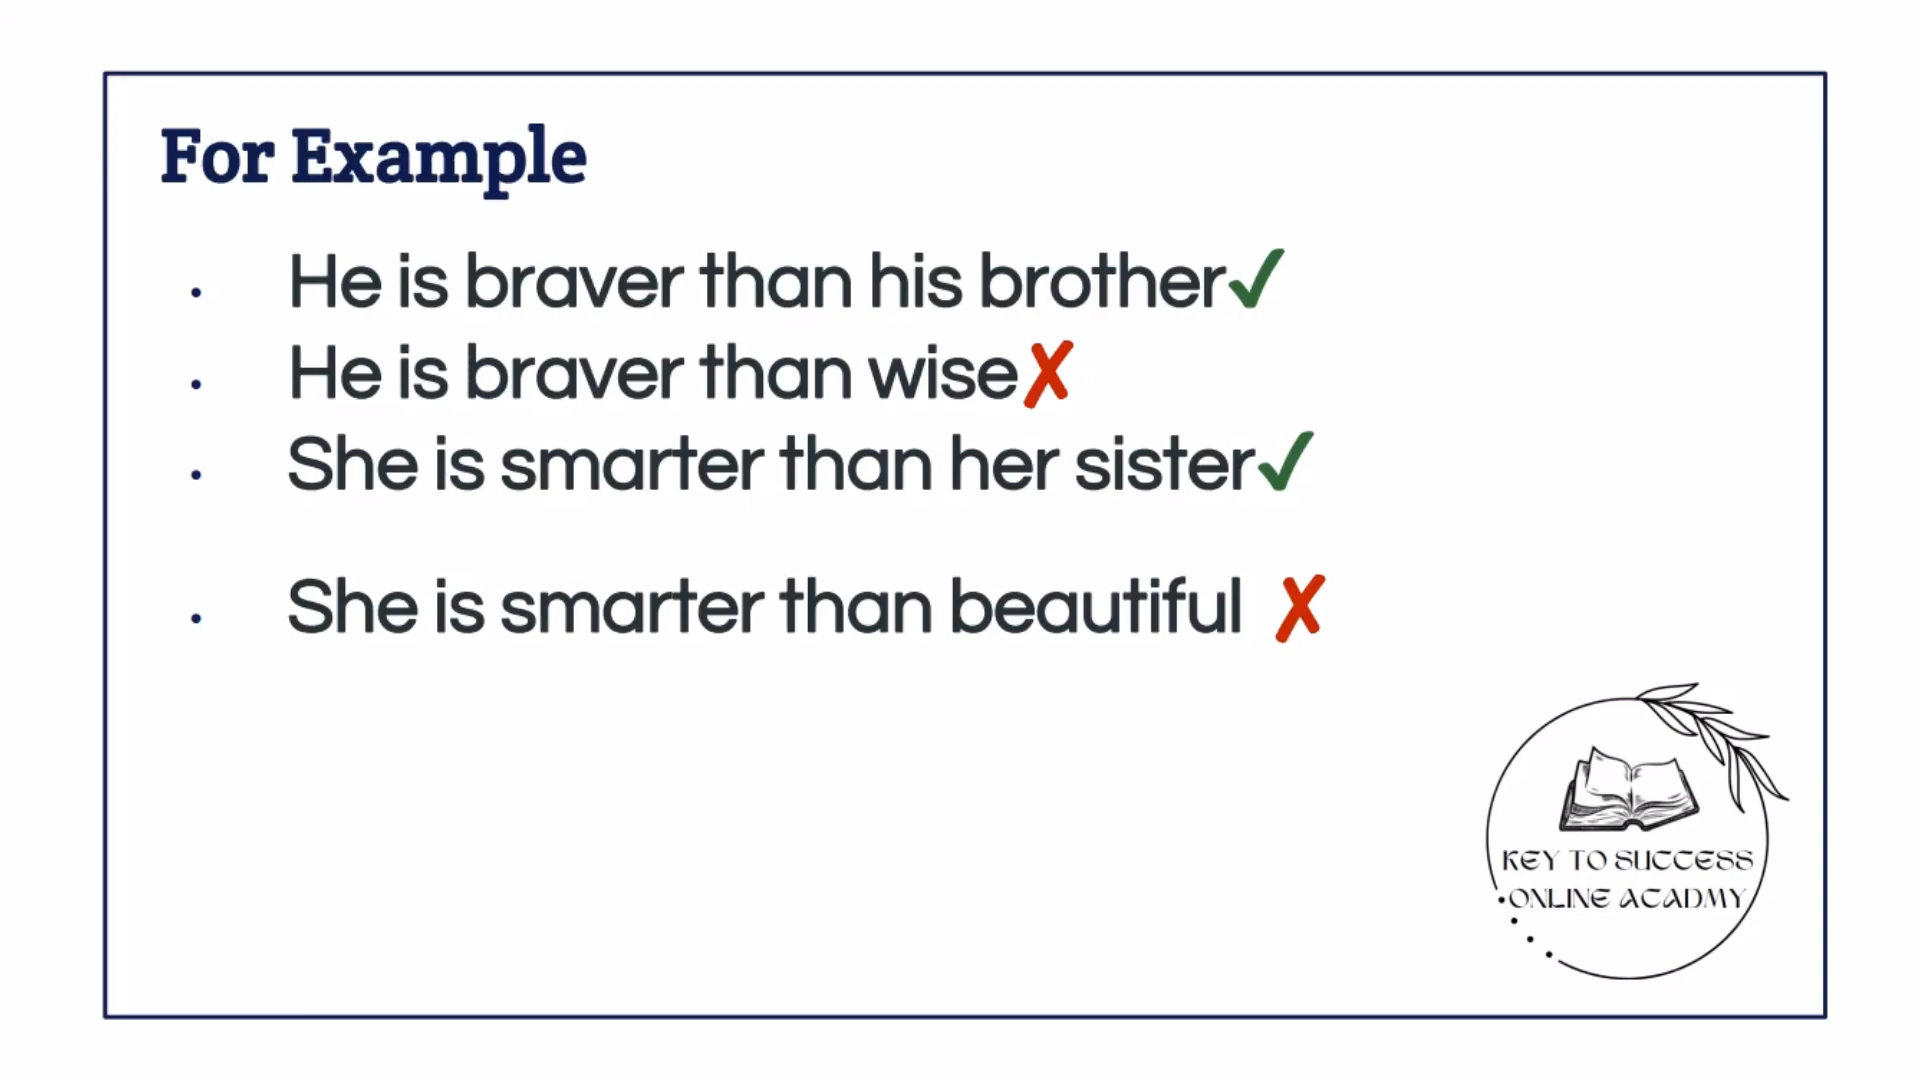 For Example
• He is braver than his brother✓
• He is braver than wise✗
• She is smarter than her sister✓
• She is smarter than beautiful ✗
KEY TO SUCCESS
ONLINE ACADMY